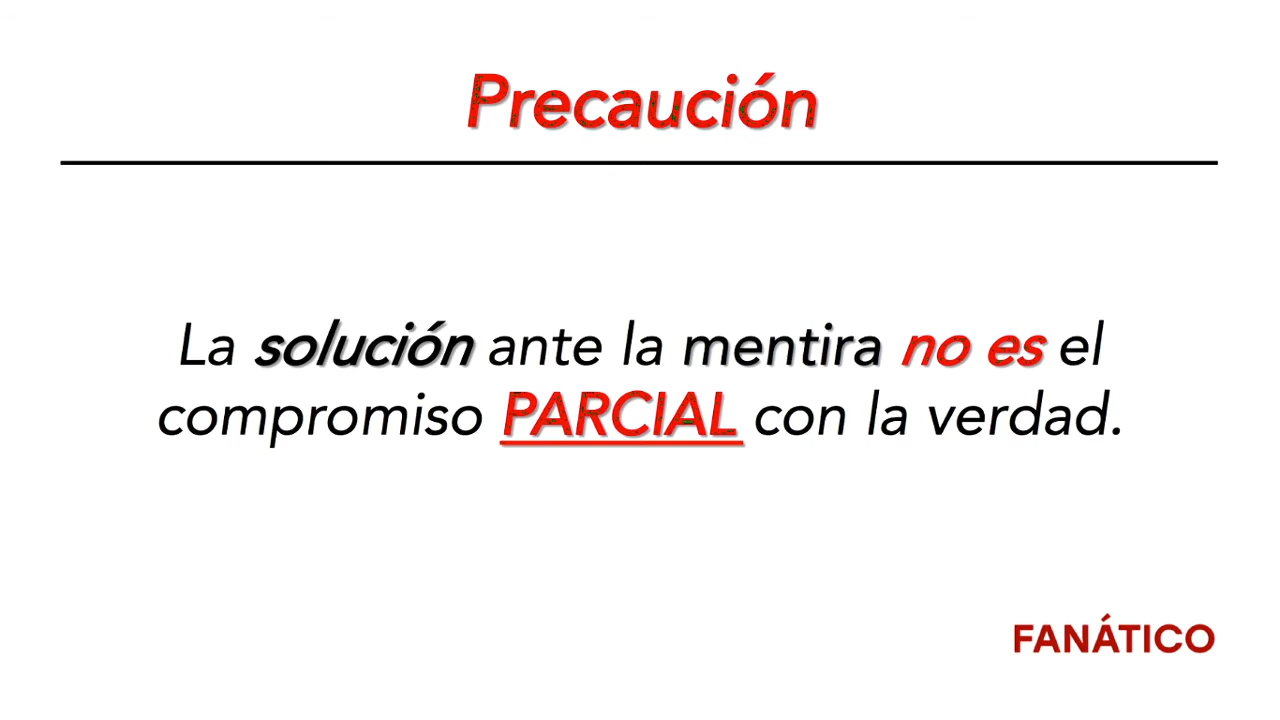 Precaución
La solución ante la mentira no es el
compromiso PARCIAL con la verdad.
FANÁTICO